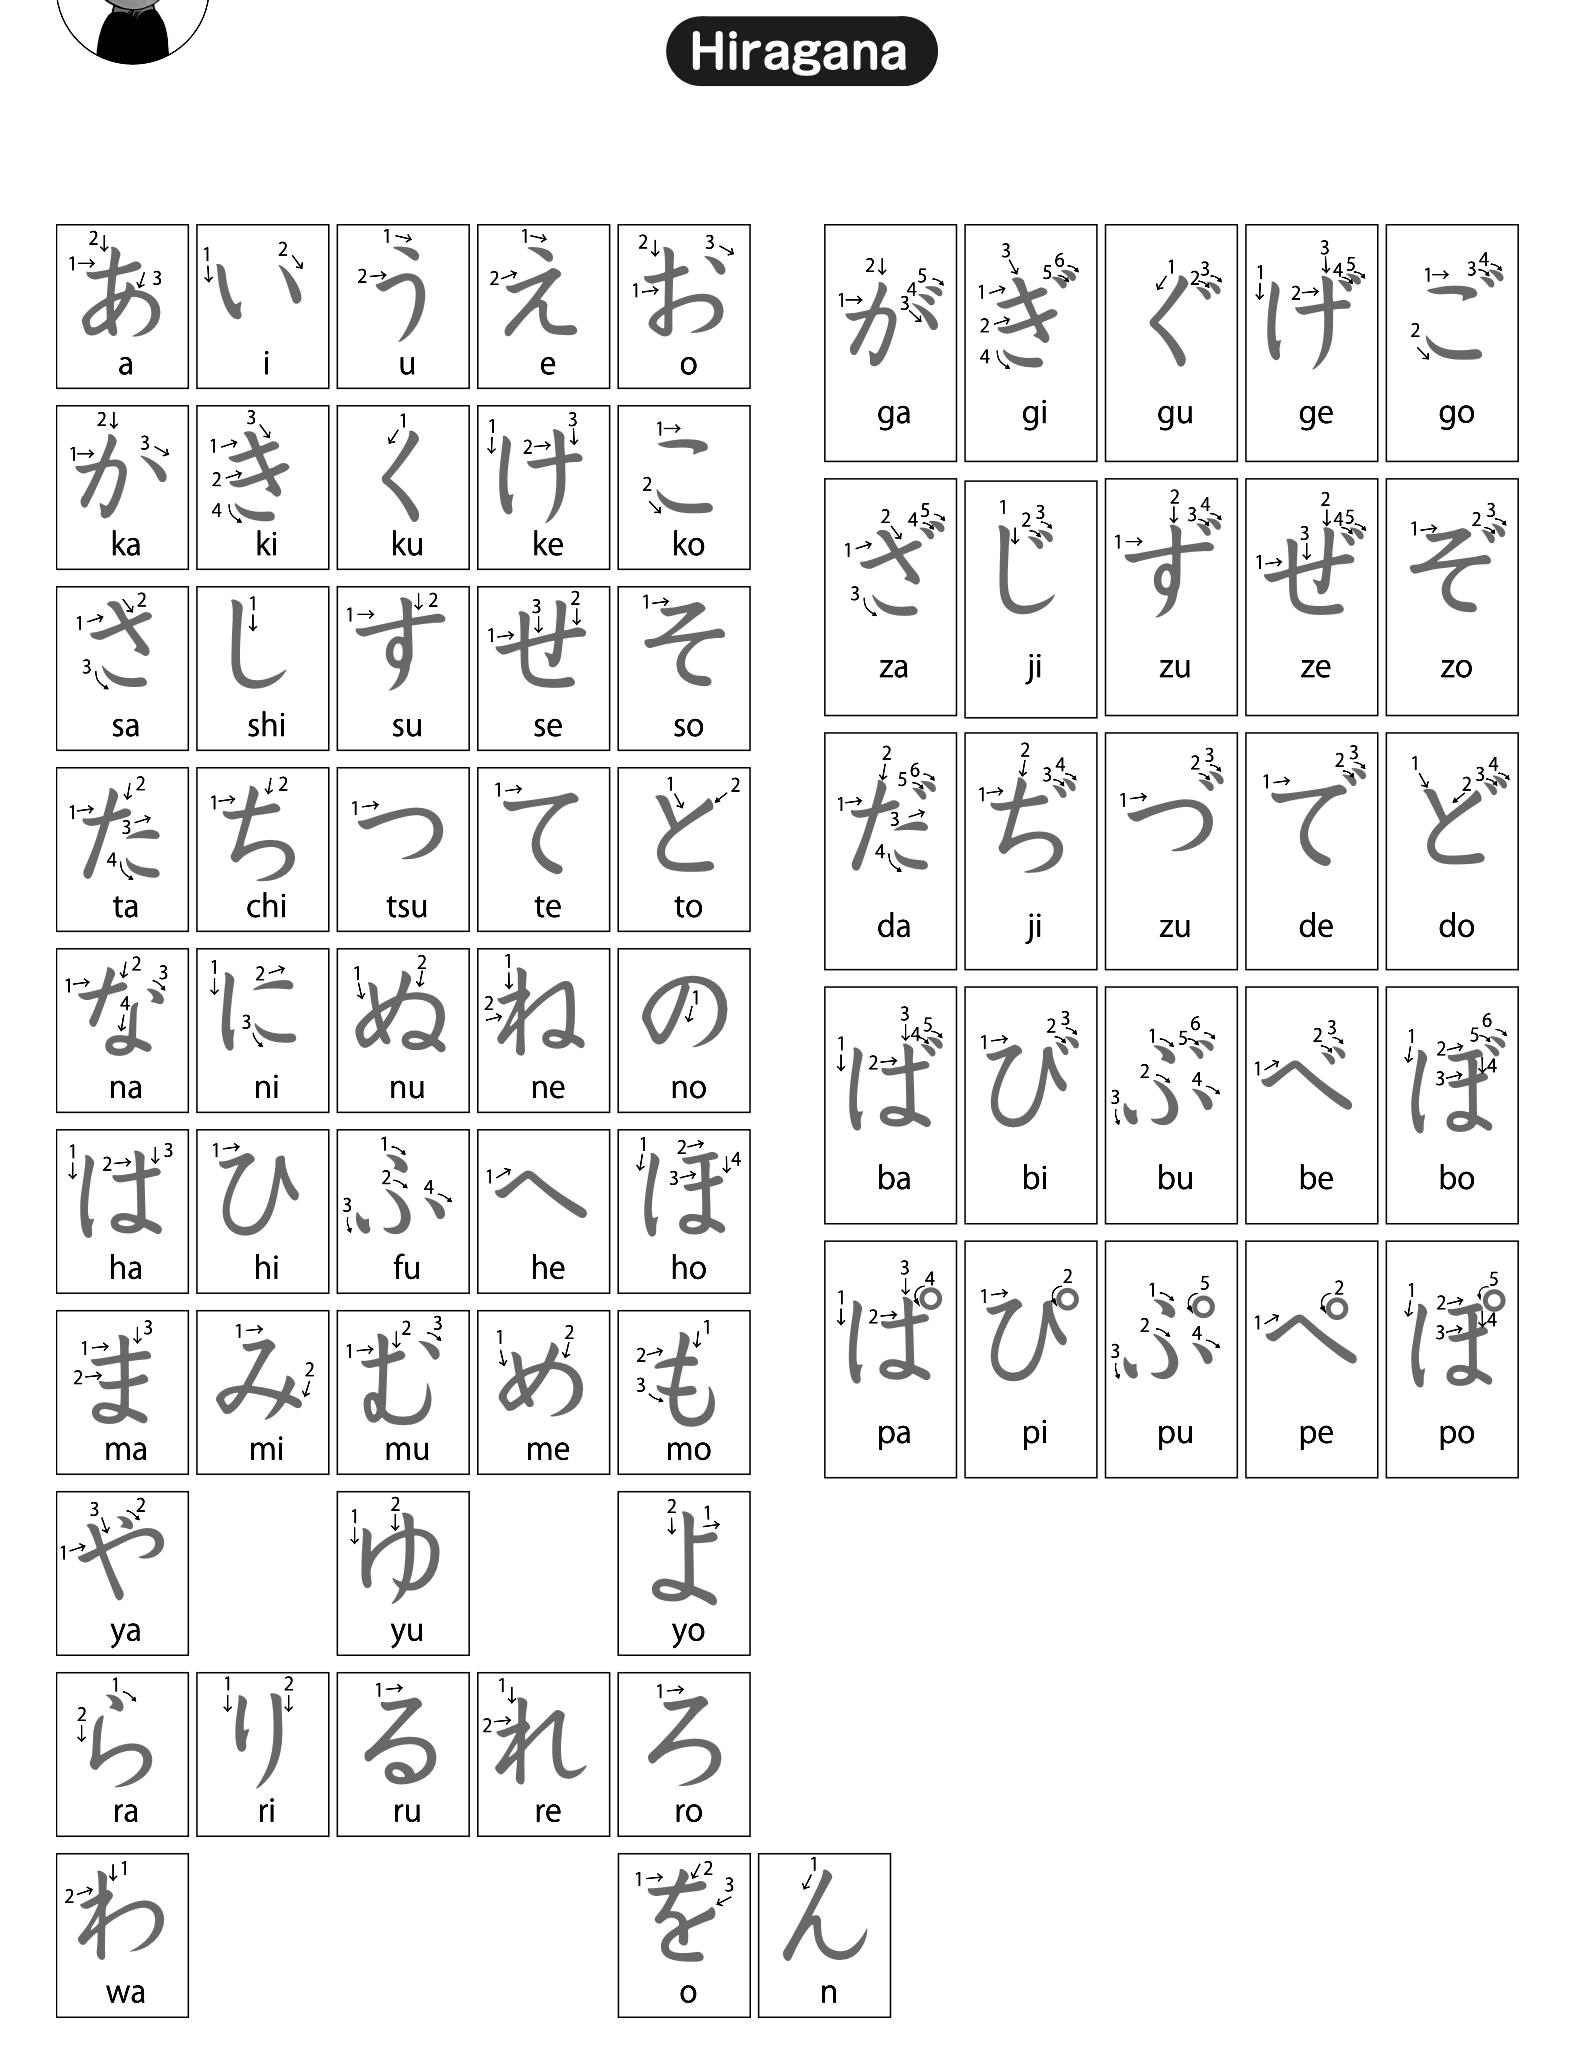 Hiragana
あ い う え お
a i u e o
か き く け こ
ka ki ku ke ko
さ し す せ そ
sa shi su se so
た ち つ て と
ta chi tsu te to
な に ぬ ね の
na ni nu ne no
は ひ ふ へ ほ
ha hi fu he ho
ま み む め も
ma mi mu me mo
や ゆ よ
ya yu yo
ら り る れ ろ
ra ri ru re ro
わ を ん
wa o n
が ぎ ぐ げ ご
ga gi gu ge go
ざ じ ず ぜ ぞ
za ji zu ze zo
だ ぢ づ で ど
da ji zu de do
ば び ぶ べ ぼ
ba bi bu be bo
ぱ ぴ ぷ ぺ ぽ
pa pi pu pe po